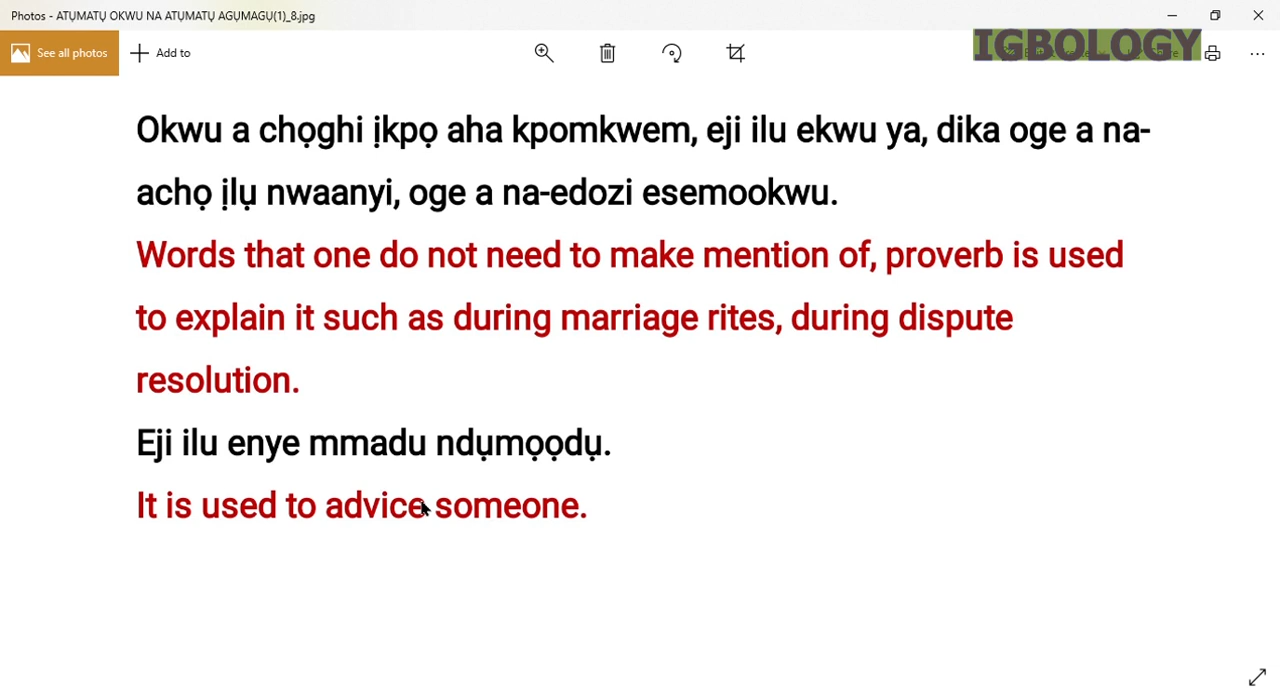 Photos - ATỤMATỤ OKWU NA ATỤMATỤ AGỤMAGỤ(1)_8.jpg
See all photos
Add to
IGBOLOGY
Okwu a chọghi ịkpọ aha kpomkwem, eji ilu ekwu ya, dika oge a na-
achọ ịlụ nwaanyi, oge a na-edozi esemookwu.
Words that one do not need to make mention of, proverb is used
to explain it such as during marriage rites, during dispute
resolution.
Eji ilu enye mmadu ndụmọọdụ.
It is used to advice someone.